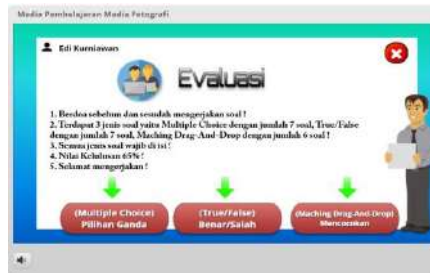 Media Pembelajaran Media Fotografi
Edi Kurniawan
Evaluasi
1. Berdoa sebelum dan sesudah mengerjakan soal !
2. Terdapat 3 jenis soal yaitu Multiple Choice dengan jumlah 7 soal, True/False
dengan jumlah 7 soal, Maching Drag-And-Drop dengan jumlah 6 soal !
3. Semua jenis soal wajib di isi !
4. Nilai Kelulusan 65% !
5. Selamat mengerjakan !
(Multiple Choice)
Pilihan Ganda
(True/False)
Benar/Salah
(Maching Drag-And-Drop)
Mencocokan